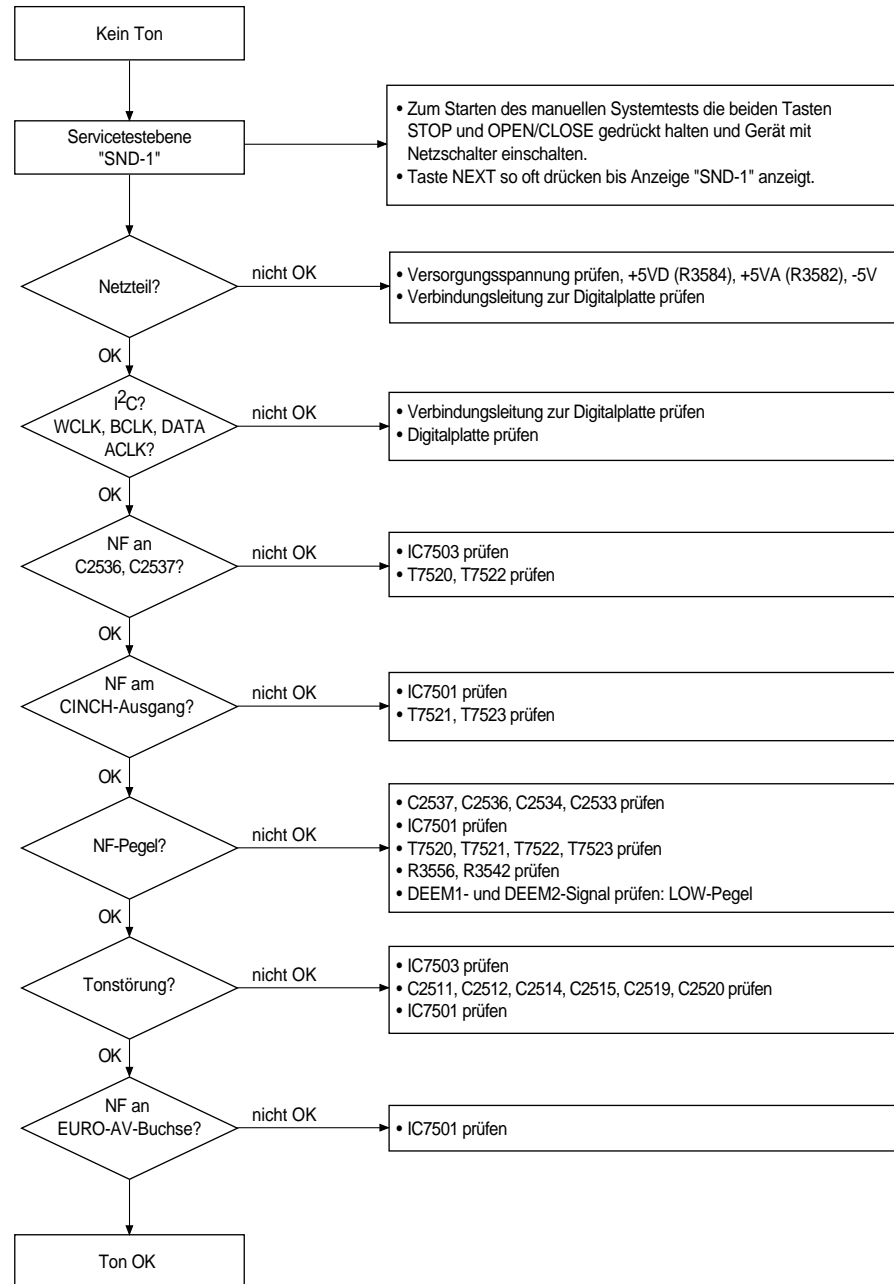 Kein Ton
Servicetestebene
"SND-1"
• Zum Starten des manuellen Systemtests die beiden Tasten
STOP und OPEN/CLOSE gedrückt halten und Gerät mit
Netzschalter einschalten.
• Taste NEXT so oft drücken bis Anzeige "SND-1" anzeigt.
Netzteil?
nicht OK
• Versorgungsspannung prüfen, +5VD (R3584), +5VA (R3582), -5V
• Verbindungsleitung zur Digitalplatte prüfen
OK
I²C?
WCLK, BCLK, DATA
ACLK?
nicht OK
• Verbindungsleitung zur Digitalplatte prüfen
• Digitalplatte prüfen
OK
NF an
C2536, C2537?
nicht OK
• IC7503 prüfen
• T7520, T7522 prüfen
OK
NF am
CINCH-Ausgang?
nicht OK
• IC7501 prüfen
• T7521, T7523 prüfen
OK
NF-Pegel?
nicht OK
• C2537, C2536, C2534, C2533 prüfen
• IC7501 prüfen
• T7520, T7521, T7522, T7523 prüfen
• R3556, R3542 prüfen
• DEEM1- und DEEM2-Signal prüfen: LOW-Pegel
OK
Tonstörung?
nicht OK
• IC7503 prüfen
• C2511, C2512, C2514, C2515, C2519, C2520 prüfen
• IC7501 prüfen
OK
NF an
EURO-AV-Buchse?
nicht OK
• IC7501 prüfen
Ton OK